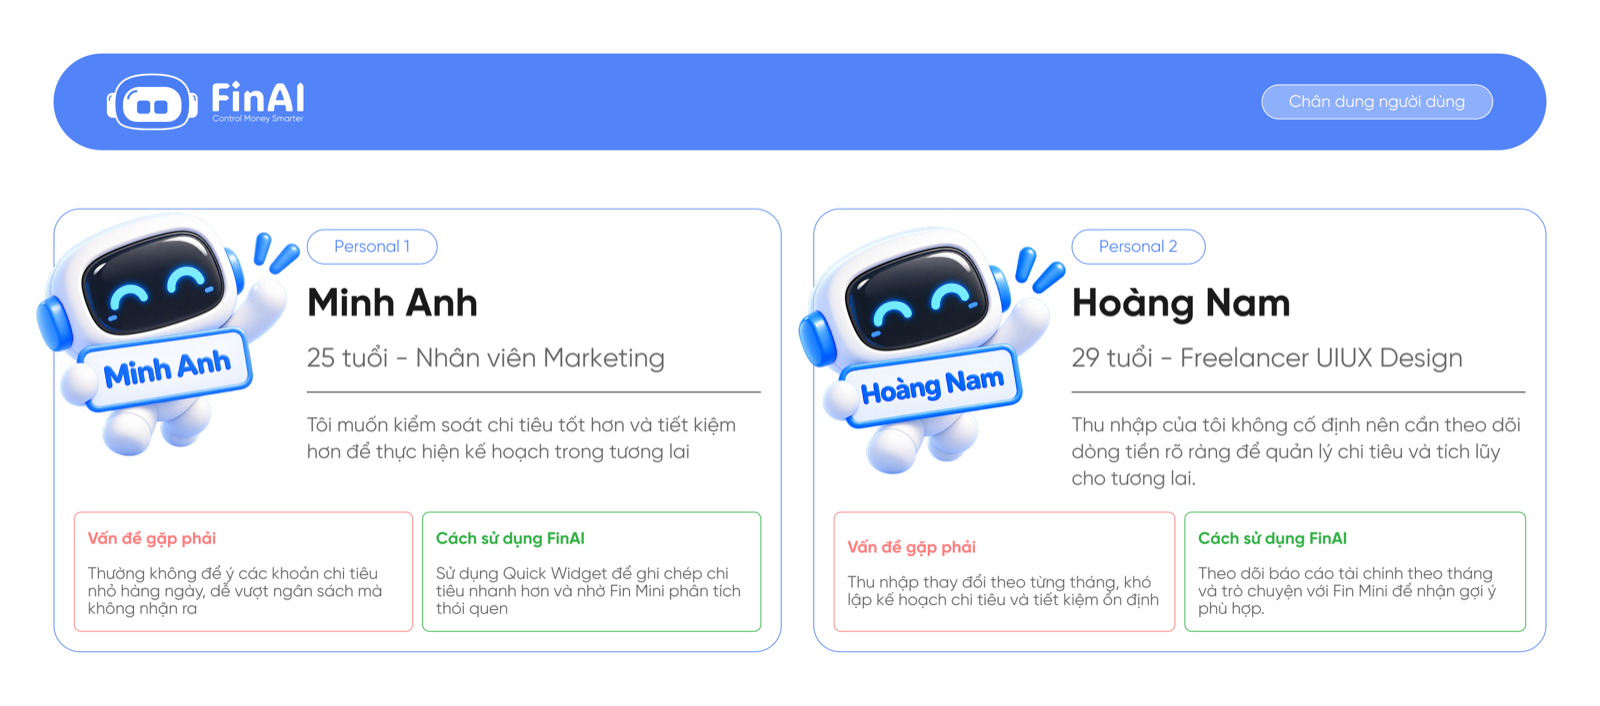 FinAI
Control Money Smarter
Chân dung người dùng
Personal 1
Minh Anh
25 tuổi - Nhân viên Marketing
Minh Anh
Tôi muốn kiểm soát chi tiêu tốt hơn và tiết kiệm
hơn để thực hiện kế hoạch trong tương lai
Vấn đề gặp phải
Thường không để ý các khoản chi tiêu
nhỏ hàng ngày, dễ vượt ngân sách mà
không nhận ra
Cách sử dụng FinAI
Sử dụng Quick Widget để ghi chép chi
tiêu nhanh hơn và nhờ Fin Mini phân tích
thói quen
Personal 2
Hoàng Nam
29 tuổi - Freelancer UIUX Design
Hoàng Nam
Thu nhập của tôi không cố định nên cần theo dõi
dòng tiền rõ ràng để quản lý chi tiêu và tích lũy
cho tương lai.
Vấn đề gặp phải
Thu nhập thay đổi theo từng tháng, khó
lập kế hoạch chi tiêu và tiết kiệm ổn định
Cách sử dụng FinAI
Theo dõi báo cáo tài chính theo tháng
và trò chuyện với Fin Mini để nhận gợi ý
phù hợp.